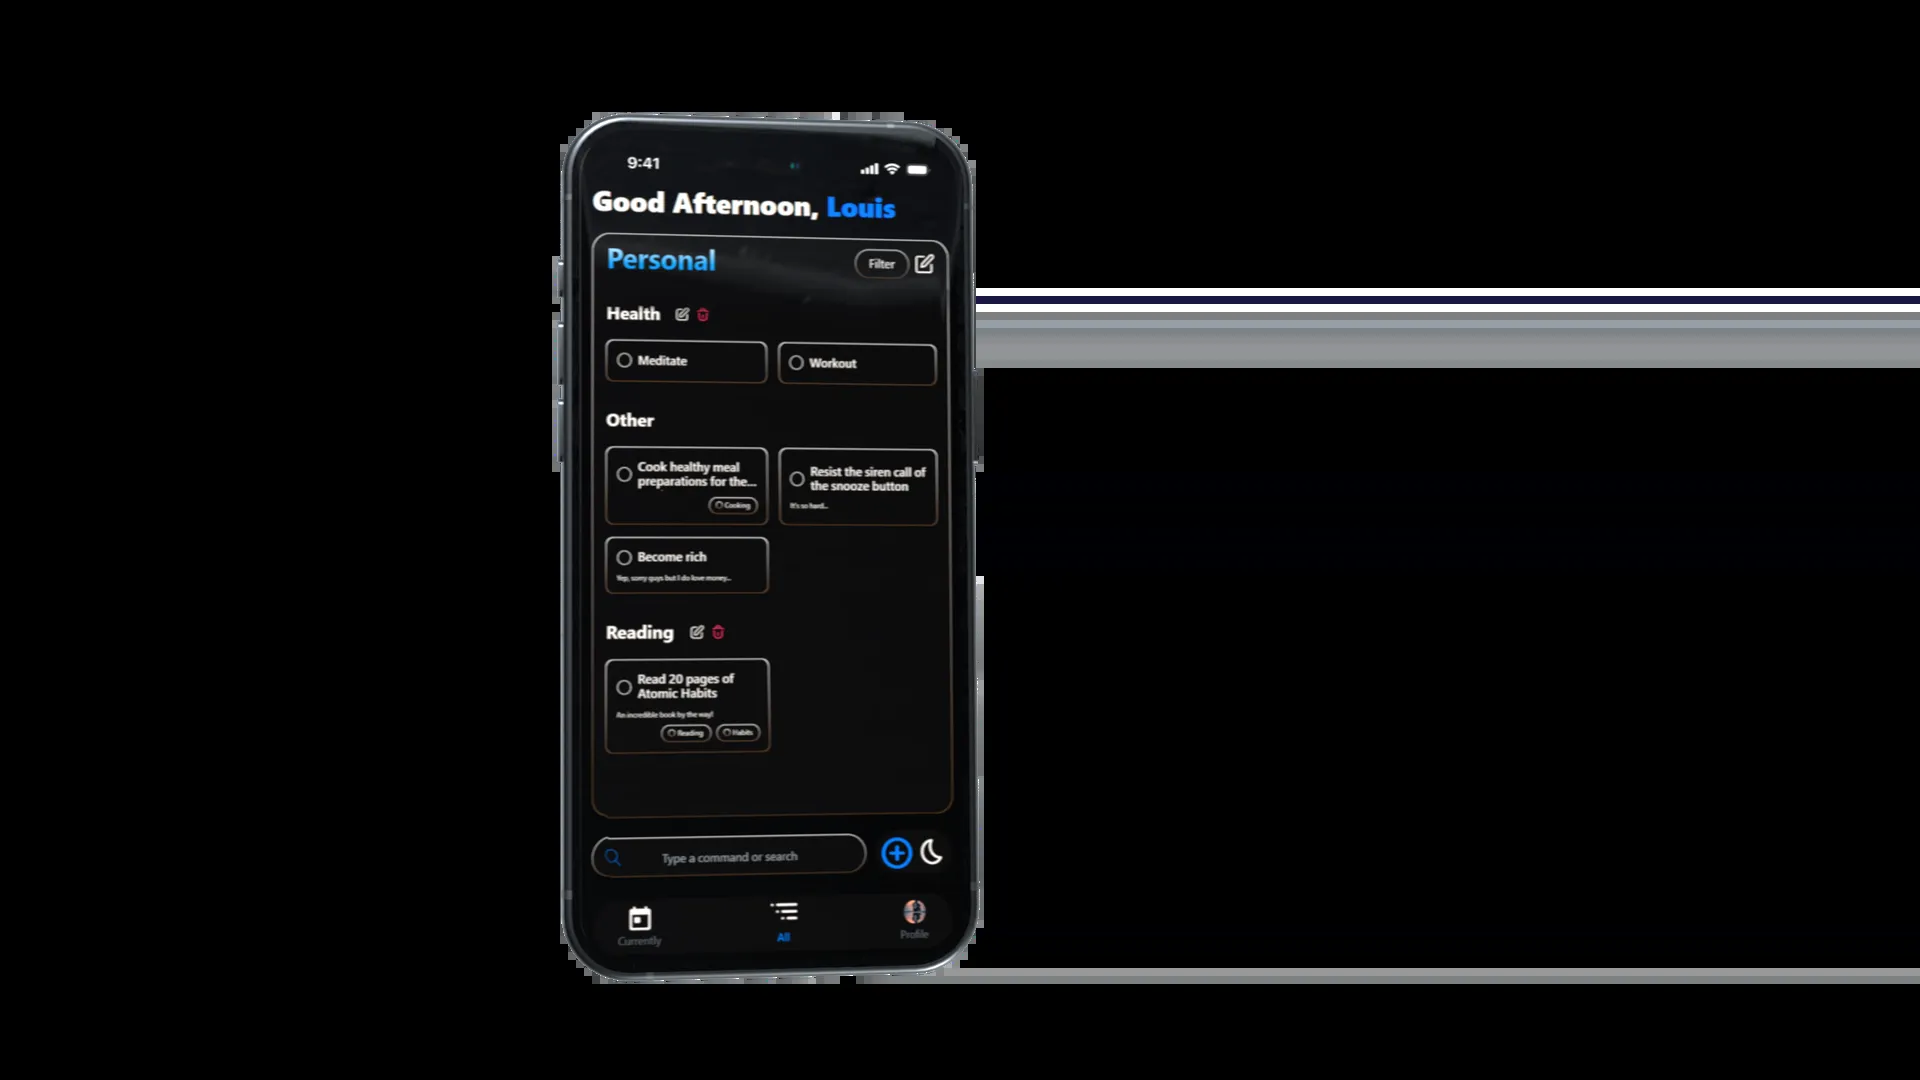 9:41
Good Afternoon, Louis
Personal
Filter
Health
Meditate
Workout
Other
Cook healthy meal
preparations for the...
Cooking
Resist the siren call of
the snooze button
It's so hard...
Become rich
Yep, sorry guys but I do love money...
Reading
Read 20 pages of
Atomic Habits
An incredible book by the way!
Reading
Habits
Type a command or search
Currently
All
Profile